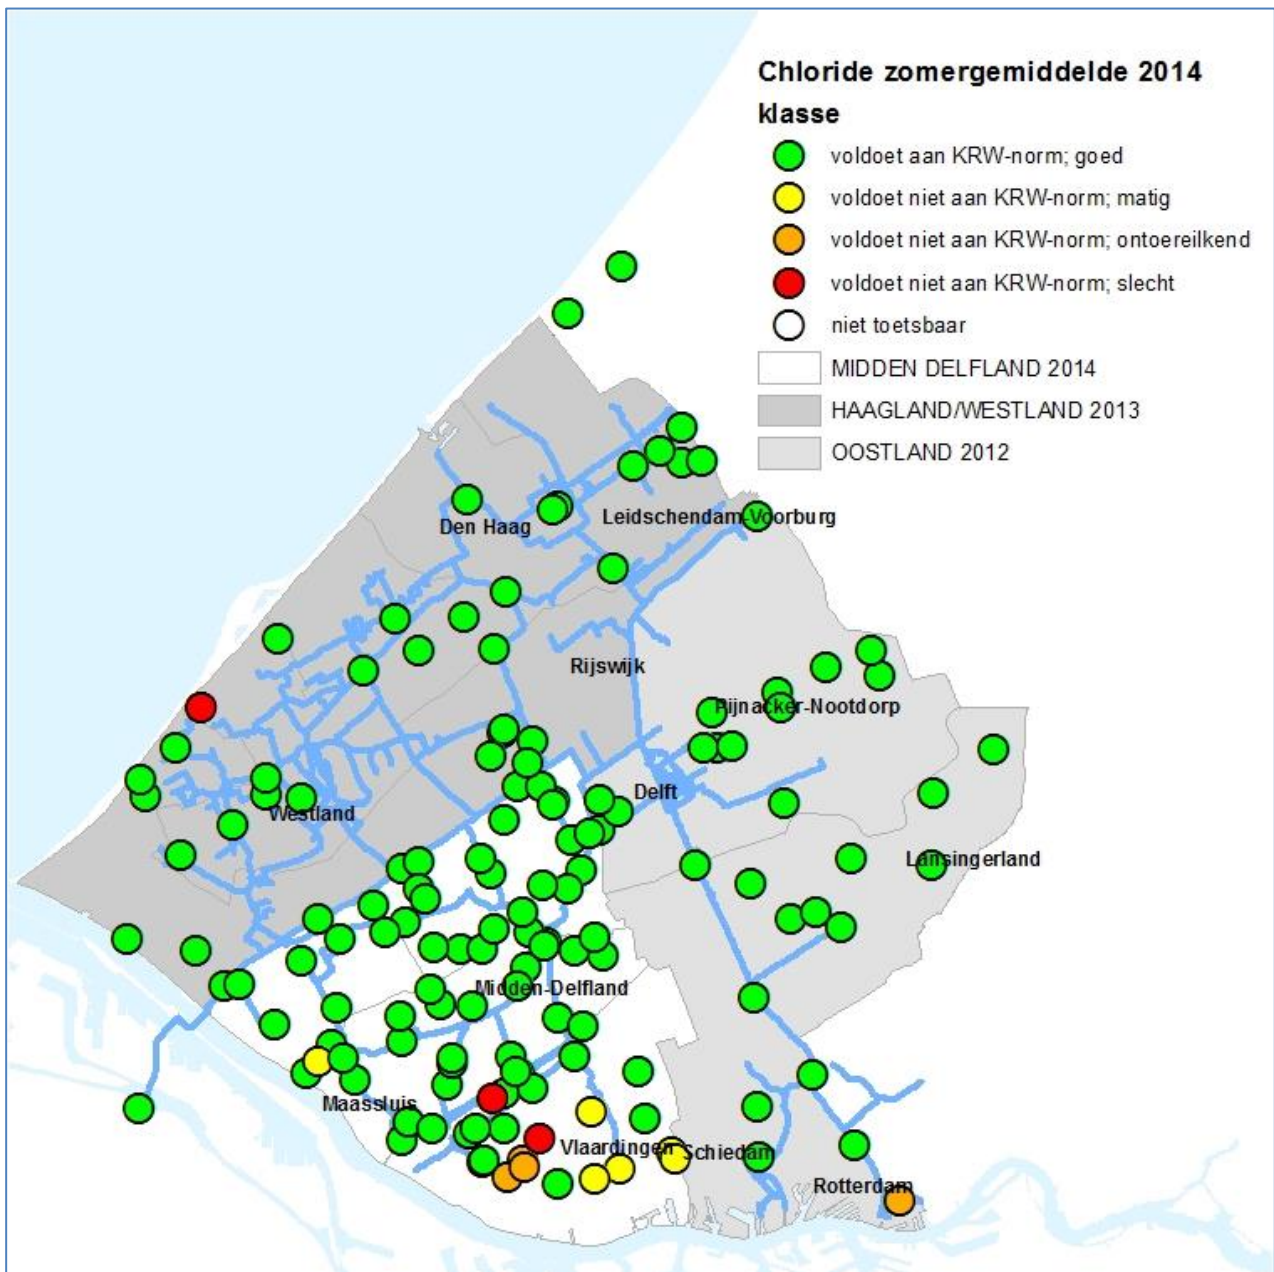 Chloride zomergemiddelde 2014
klasse
voldoet aan KRW-norm; goed
voldoet niet aan KRW-norm; matig
voldoet niet aan KRW-norm; ontoereilkend
voldoet niet aan KRW-norm; slecht
niet toetsbaar
MIDDEN DELFLAND 2014
HAAGLAND/WESTLAND 2013
OOSTLAND 2012
Den Haag
Leidschendam-Voorburg
Rijswijk
Pijnacker-Nootdorp
Delft
Westland
Lansingerland
Midden-Delfland
Maassluis
Vlaardingen
Schiedam
Rotterdam